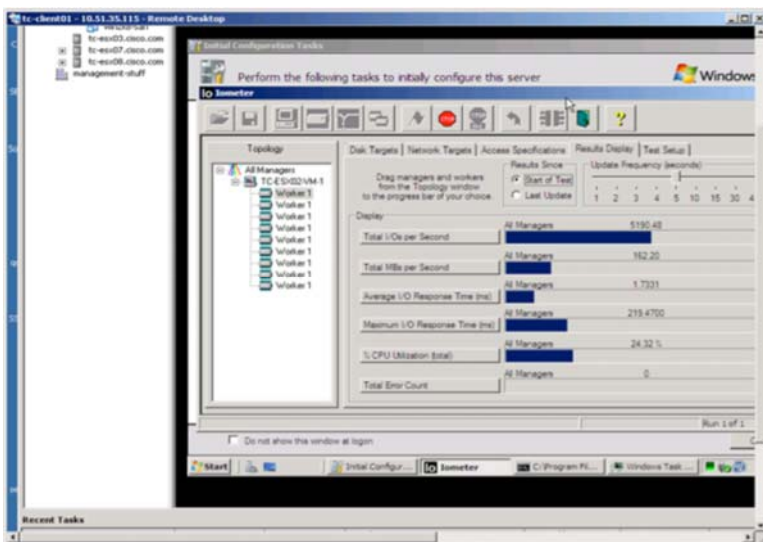 tc-client01 - 10.51.35.115 - Remote Desktop
tc-esx03.cisco.com
tc-esx07.cisco.com
tc-esx08.cisco.com
management-stuff
Initial Configuration Tasks
Perform the following tasks to initially configure this server
Windows
Iometer
STOP
Topology
All Managers
TC-ESX02-VM-1
Worker 1
Worker 1
Worker 1
Worker 1
Worker 1
Worker 1
Worker 1
Worker 1
Disk Targets | Network Targets | Access Specifications | Results Display | Test Setup
Drag managers and workers
from the Topology window
to the progress bar of your choice.
Results Since
Start of Test
Last Update
Update Frequency (seconds)
1 2 3 4 5 10 15 30
Display
All Managers 5190.48
Total I/Os per Second
All Managers 162.20
Total MBs per Second
All Managers 1.7331
Average I/O Response Time (ms)
All Managers 219.4700
Maximum I/O Response Time (ms)
All Managers 24.32 %
% CPU Utilization (total)
All Managers 0
Total Error Count
Run 1 of 1
Do not show this window at logon
Start
Initial Configur...
Iometer
C:\Program Fil...
Windows Task ...
Recent Tasks